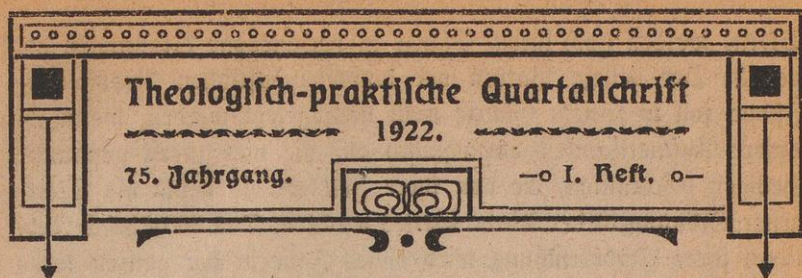 Theologiſch-praktiſche Quartalſchrift
1922.
75. Jahrgang.
I. Heft.